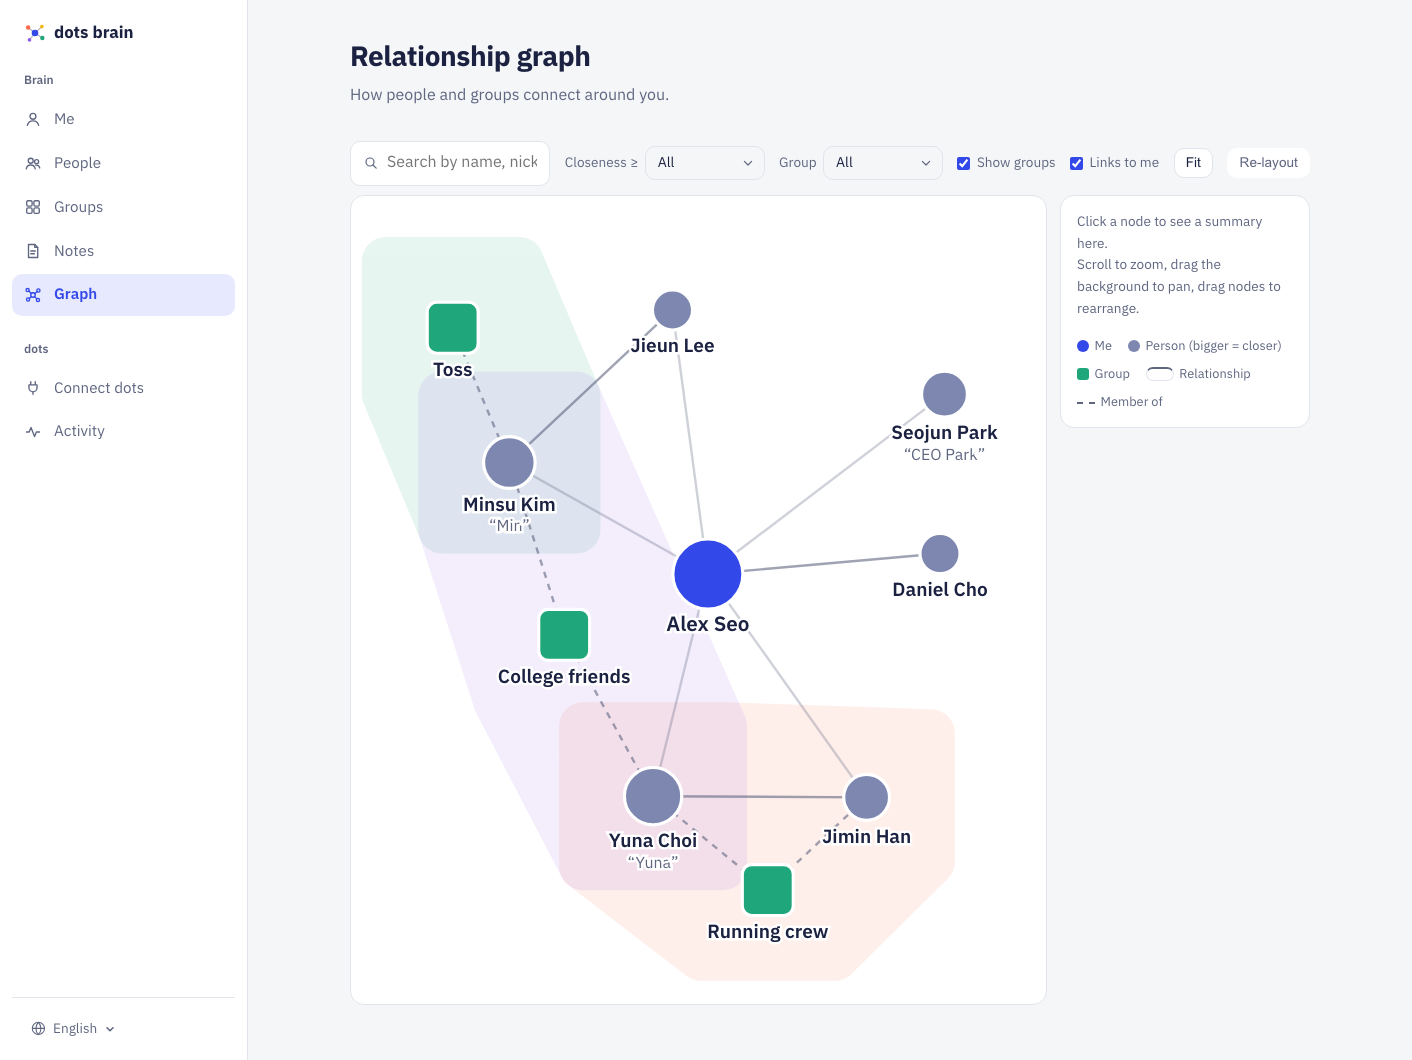 dots brain
Brain
Me
People
Groups
Notes
Graph
dots
Connect dots
Activity
English
Relationship graph
How people and groups connect around you.
Search by name, nick
Closeness ≥
All
Group
All
Show groups
Links to me
Fit
Re-layout
Toss
Jieun Lee
Seojun Park
“CEO Park”
Minsu Kim
“Min”
Daniel Cho
Alex Seo
College friends
Yuna Choi
“Yuna”
Jimin Han
Running crew
Click a node to see a summary
here.
Scroll to zoom, drag the
background to pan, drag nodes to
rearrange.
Me
Person (bigger = closer)
Group
Relationship
Member of